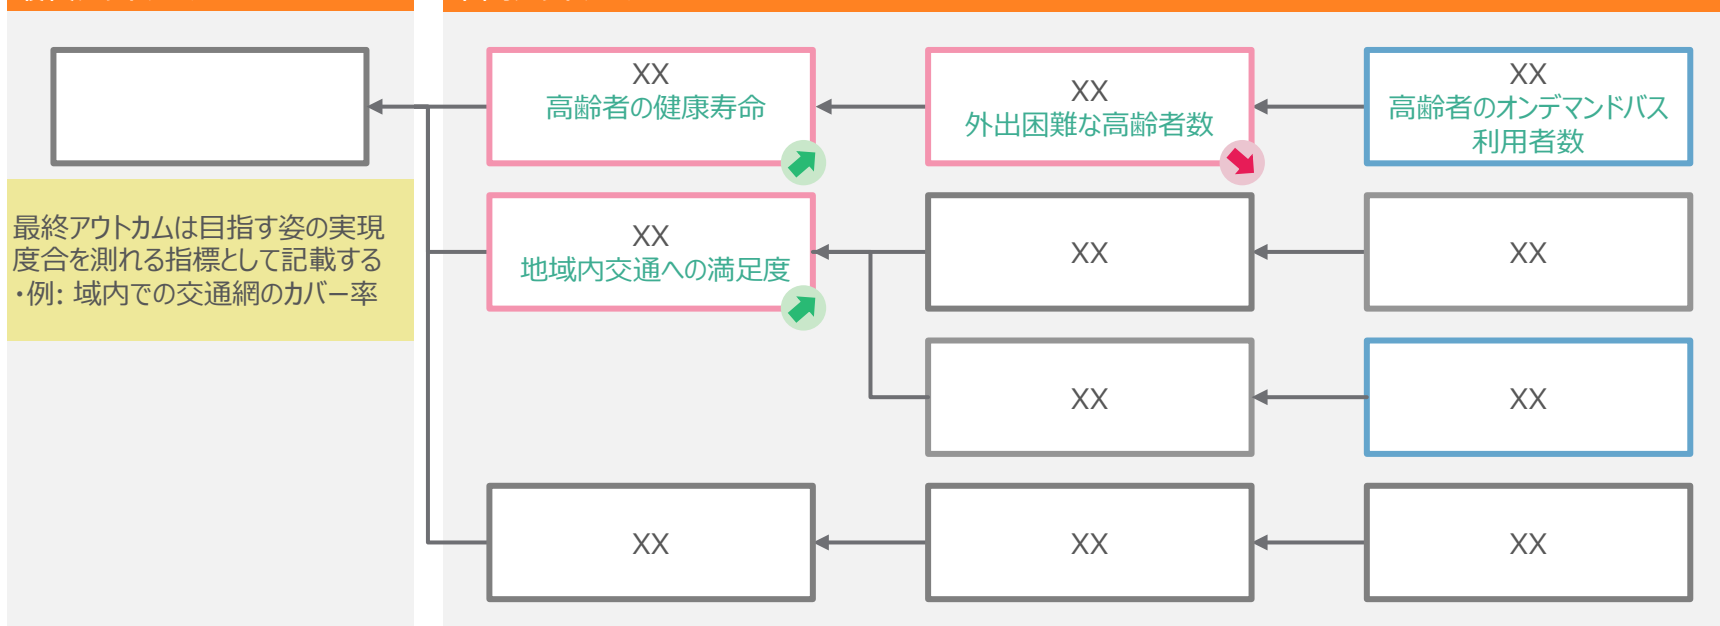 XX
高齢者の健康寿命
XX
外出困難な高齢者数
XX
高齢者のオンデマンドバス
利用者数
最終アウトカムは目指す姿の実現
度合を測れる指標として記載する
・例: 域内での交通網のカバー率
XX
地域内交通への満足度
XX
XX
XX
XX
XX
XX
XX